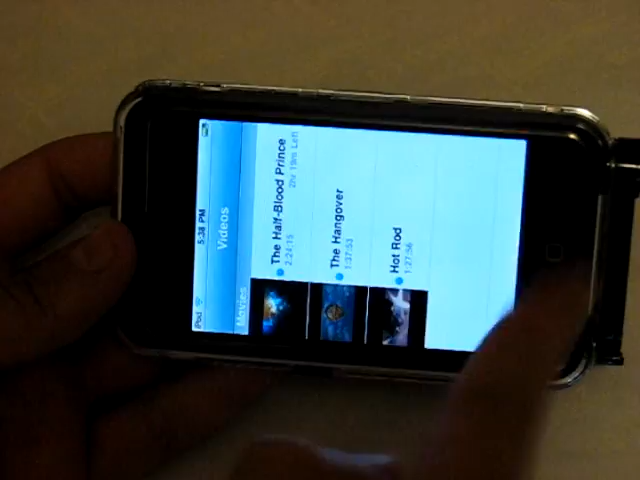 iPod 5:38 PM
Videos
Movies
The Half-Blood Prince
2:24:15 2hr 19m Left
The Hangover
1:37:53
Hot Rod
1:27:56